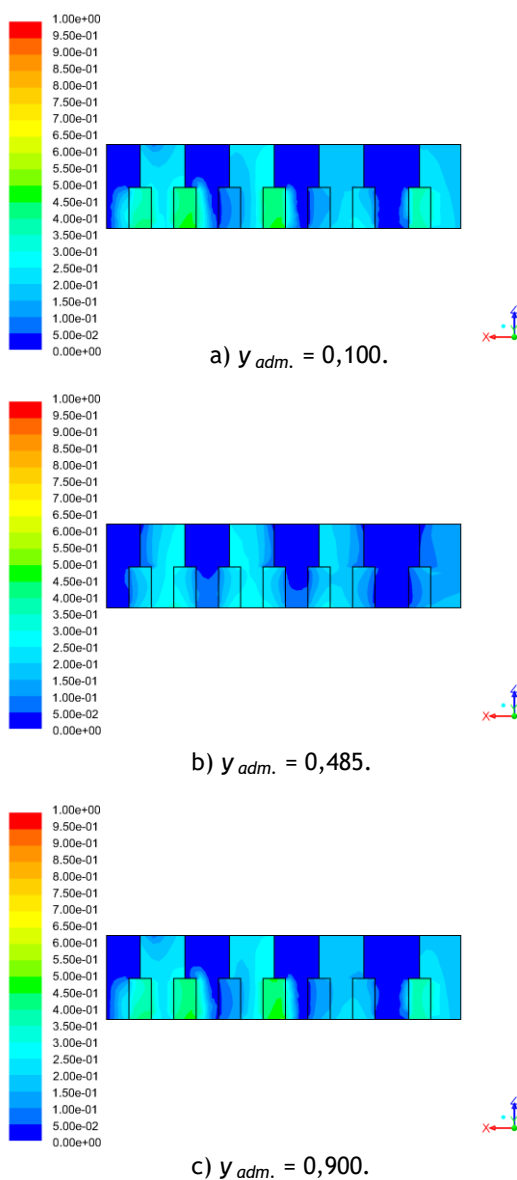 1.00e+00
9.50e-01
9.00e-01
8.50e-01
8.00e-01
7.50e-01
7.00e-01
6.50e-01
6.00e-01
5.50e-01
5.00e-01
4.50e-01
4.00e-01
3.50e-01
3.00e-01
2.50e-01
2.00e-01
1.50e-01
1.00e-01
5.00e-02
0.00e+00
Z
X
a) y adm. = 0,100.
1.00e+00
9.50e-01
9.00e-01
8.50e-01
8.00e-01
7.50e-01
7.00e-01
6.50e-01
6.00e-01
5.50e-01
5.00e-01
4.50e-01
4.00e-01
3.50e-01
3.00e-01
2.50e-01
2.00e-01
1.50e-01
1.00e-01
5.00e-02
0.00e+00
Z
X
b) y adm. = 0,485.
1.00e+00
9.50e-01
9.00e-01
8.50e-01
8.00e-01
7.50e-01
7.00e-01
6.50e-01
6.00e-01
5.50e-01
5.00e-01
4.50e-01
4.00e-01
3.50e-01
3.00e-01
2.50e-01
2.00e-01
1.50e-01
1.00e-01
5.00e-02
0.00e+00
Z
X
c) y adm. = 0,900.